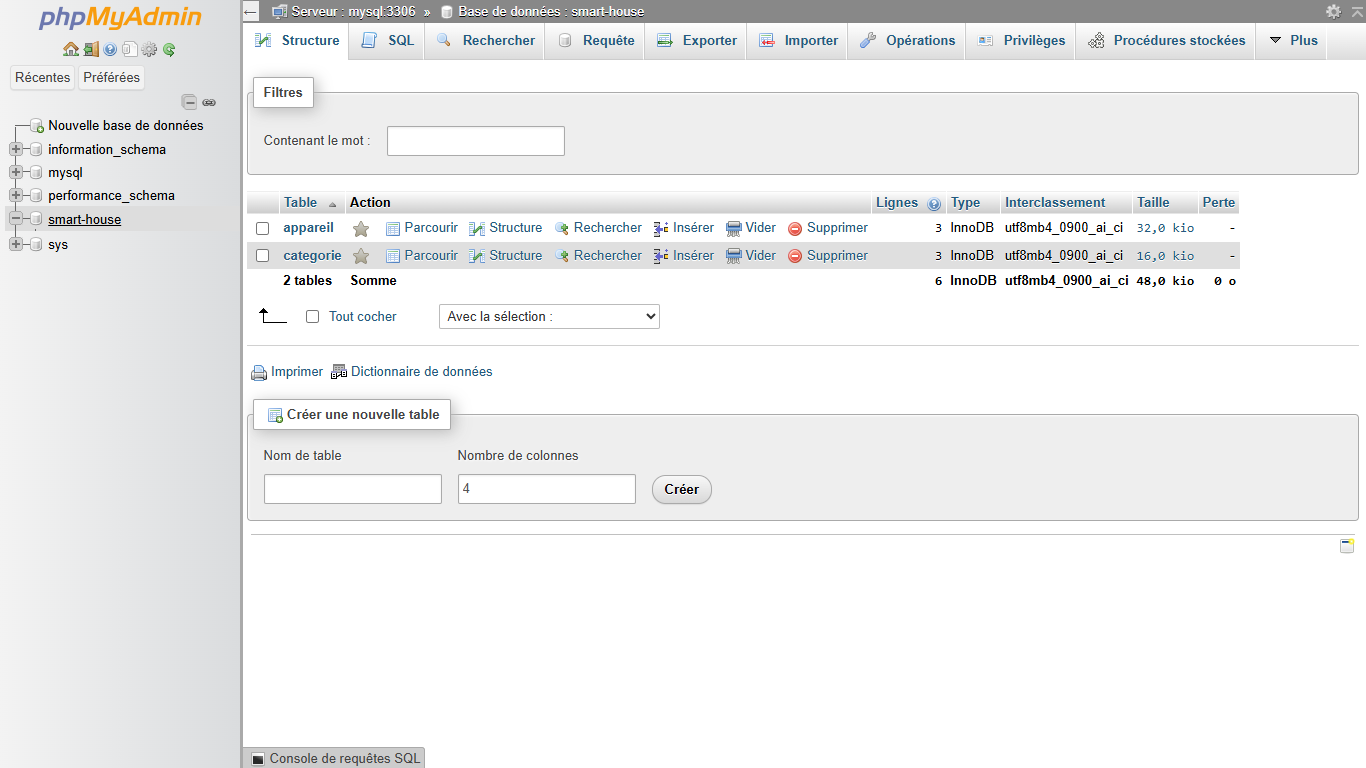 phpMyAdmin
Récentes Préférées
Nouvelle base de données
information_schema
mysql
performance_schema
smart-house
sys
Serveur : mysql:3306 » Base de données : smart-house
Structure SQL Rechercher Requête Exporter Importer Opérations Privilèges Procédures stockées Plus
Filtres
Contenant le mot :
Table Action Lignes Type Interclassement Taille Perte
appareil Parcourir Structure Rechercher Insérer Vider Supprimer 3 InnoDB utf8mb4_0900_ai_ci 32,0 kio -
categorie Parcourir Structure Rechercher Insérer Vider Supprimer 3 InnoDB utf8mb4_0900_ai_ci 16,0 kio -
2 tables Somme 6 InnoDB utf8mb4_0900_ai_ci 48,0 kio 0 o
Tout cocher Avec la sélection :
Imprimer Dictionnaire de données
Créer une nouvelle table
Nom de table Nombre de colonnes
4 Créer
Console de requêtes SQL